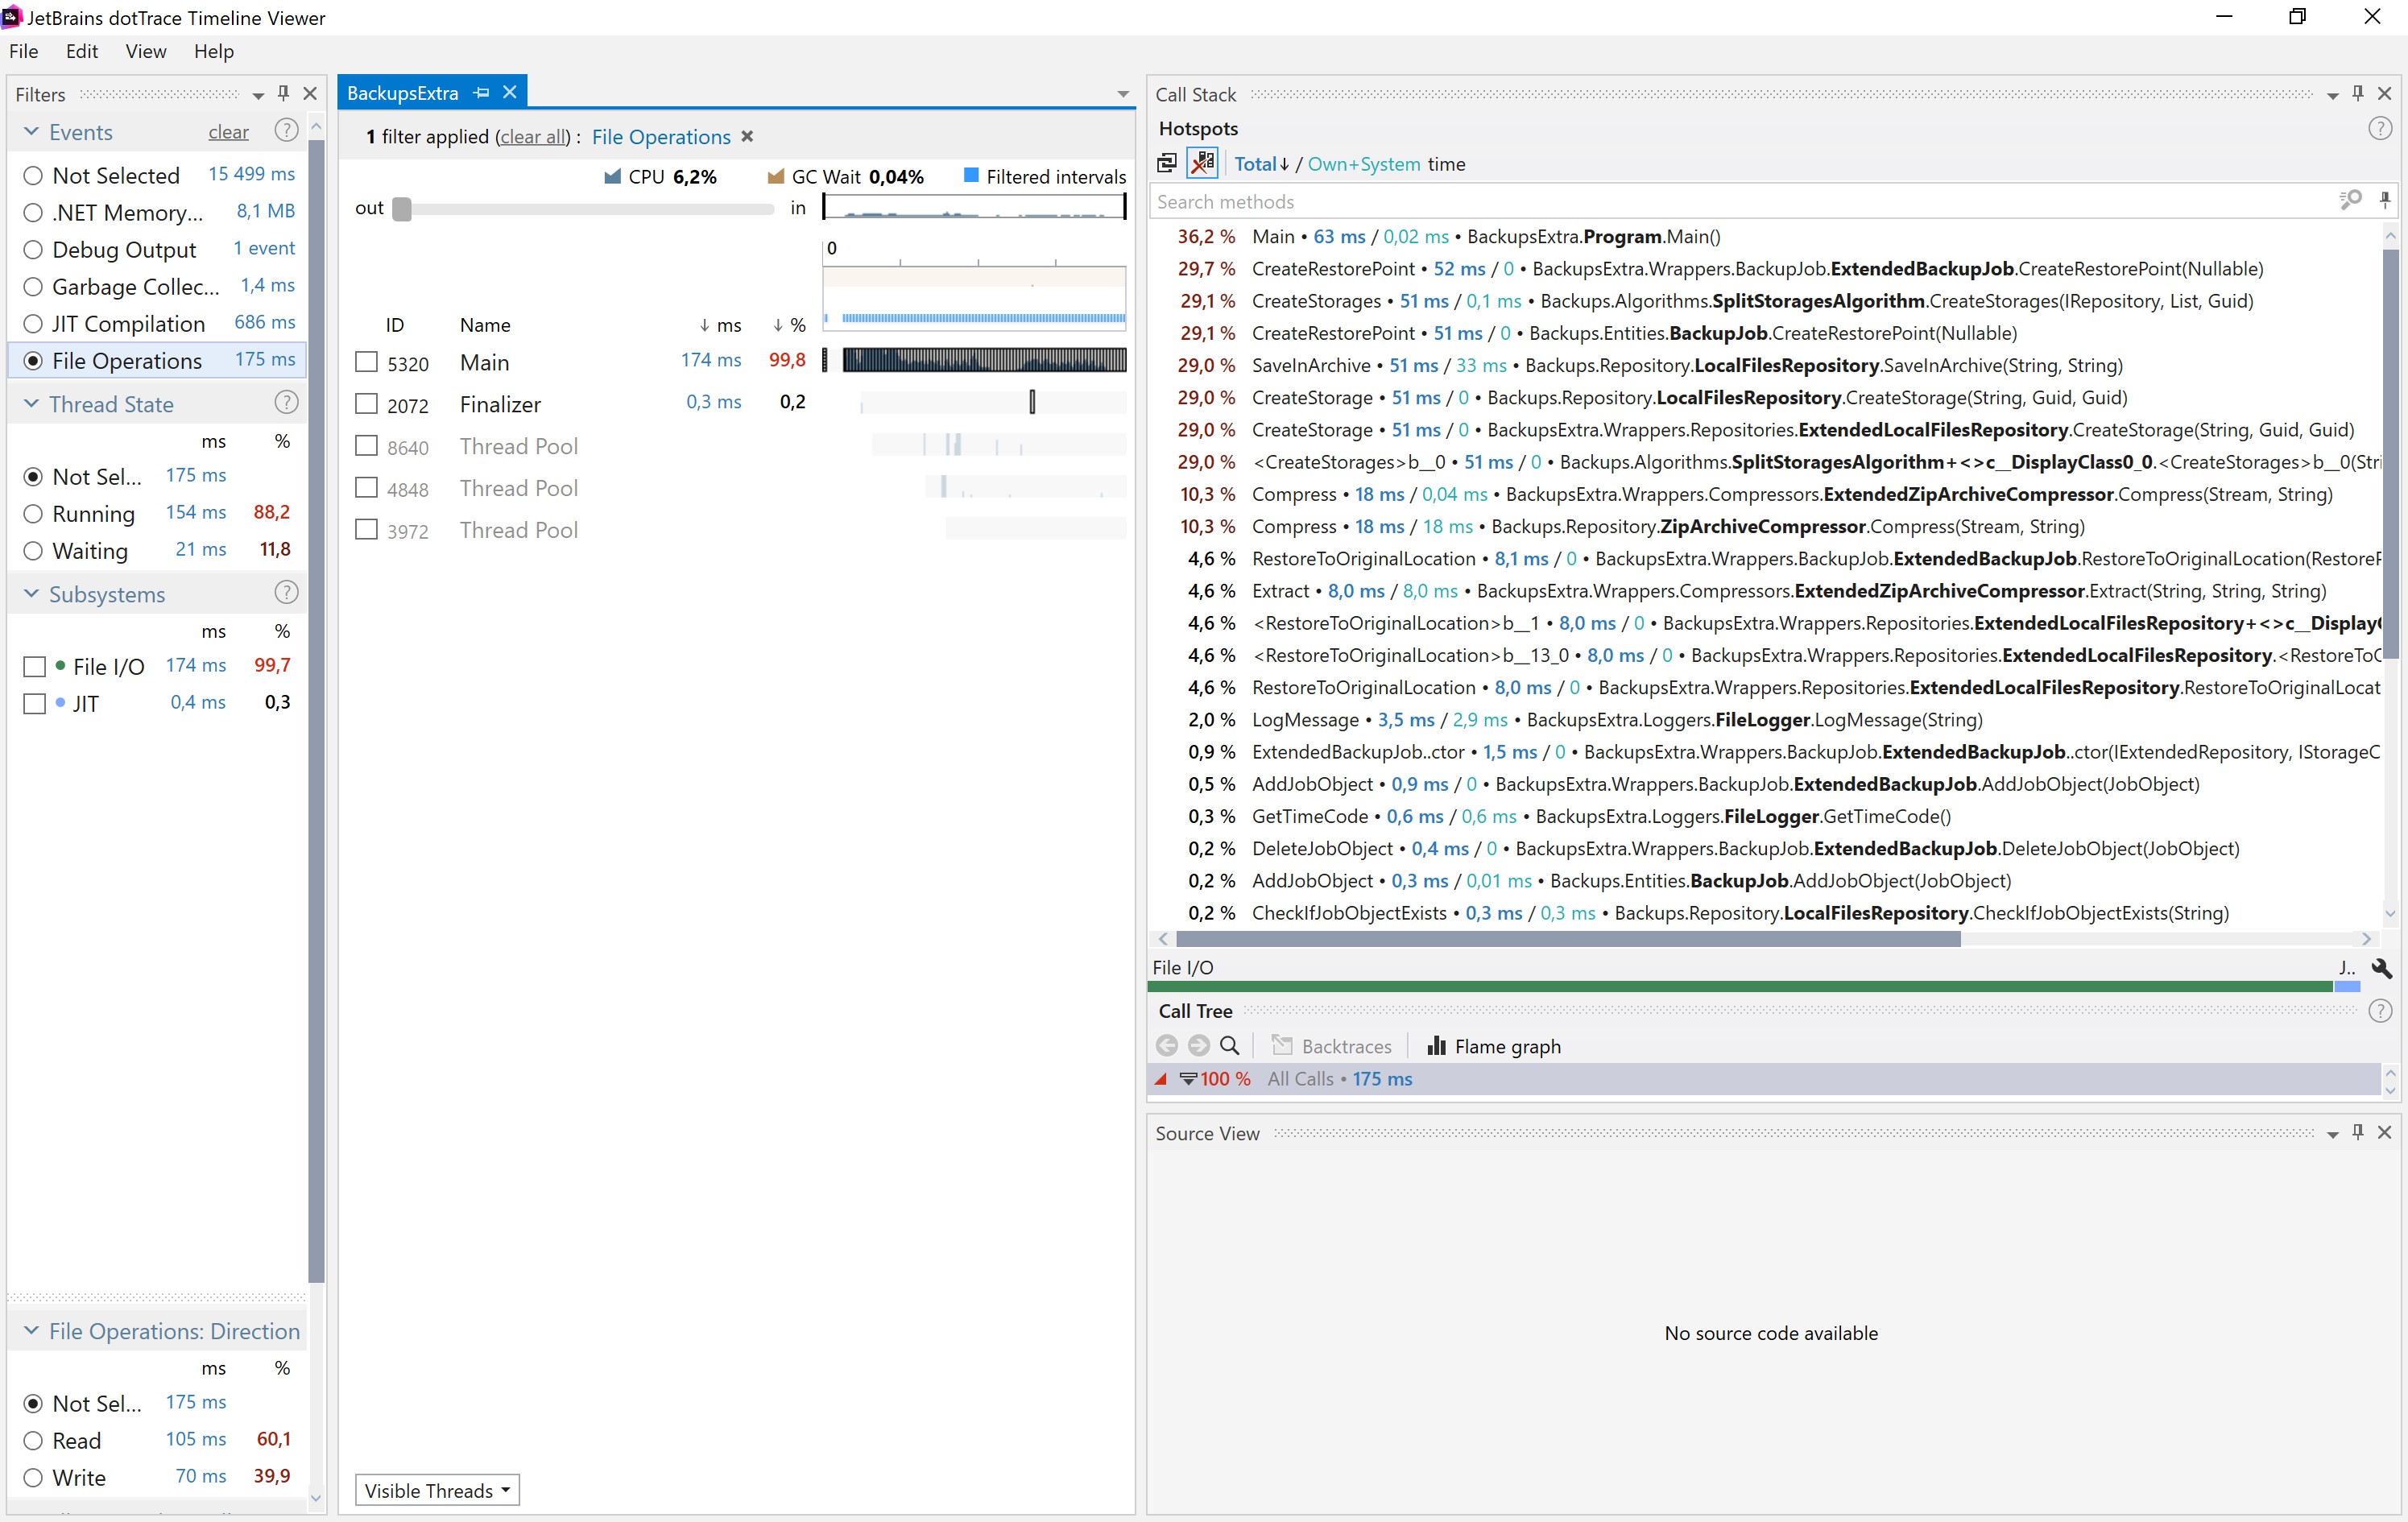 JetBrains dotTrace Timeline Viewer
File Edit View Help
Filters
Events clear ?
Not Selected 15 499 ms
.NET Memory... 8,1 MB
Debug Output 1 event
Garbage Collec... 1,4 ms
JIT Compilation 686 ms
File Operations 175 ms
Thread State ?
ms %
Not Sel... 175 ms
Running 154 ms 88,2
Waiting 21 ms 11,8
Subsystems ?
ms %
File I/O 174 ms 99,7
JIT 0,4 ms 0,3
File Operations: Direction
ms %
Not Sel... 175 ms
Read 105 ms 60,1
Write 70 ms 39,9
BackupsExtra
1 filter applied (clear all) : File Operations
CPU 6,2% GC Wait 0,04% Filtered intervals
out in
0
ID Name ↓ ms ↓ %
5320 Main 174 ms 99,8
2072 Finalizer 0,3 ms 0,2
8640 Thread Pool
4848 Thread Pool
3972 Thread Pool
Visible Threads
Call Stack
Hotspots ?
Total↓ / Own+System time
Search methods
36,2 % Main • 63 ms / 0,02 ms • BackupsExtra.Program.Main()
29,7 % CreateRestorePoint • 52 ms / 0 • BackupsExtra.Wrappers.BackupJob.ExtendedBackupJob.CreateRestorePoint(Nullable)
29,1 % CreateStorages • 51 ms / 0,1 ms • Backups.Algorithms.SplitStoragesAlgorithm.CreateStorages(IRepository, List, Guid)
29,1 % CreateRestorePoint • 51 ms / 0 • Backups.Entities.BackupJob.CreateRestorePoint(Nullable)
29,0 % SaveInArchive • 51 ms / 33 ms • Backups.Repository.LocalFilesRepository.SaveInArchive(String, String)
29,0 % CreateStorage • 51 ms / 0 • Backups.Repository.LocalFilesRepository.CreateStorage(String, Guid, Guid)
29,0 % CreateStorage • 51 ms / 0 • BackupsExtra.Wrappers.Repositories.ExtendedLocalFilesRepository.CreateStorage(String, Guid, Guid)
29,0 % <CreateStorages>b__0 • 51 ms / 0 • Backups.Algorithms.SplitStoragesAlgorithm+<>c__DisplayClass0_0.<CreateStorages>b__0(Stri
10,3 % Compress • 18 ms / 0,04 ms • BackupsExtra.Wrappers.Compressors.ExtendedZipArchiveCompressor.Compress(Stream, String)
10,3 % Compress • 18 ms / 18 ms • Backups.Repository.ZipArchiveCompressor.Compress(Stream, String)
4,6 % RestoreToOriginalLocation • 8,1 ms / 0 • BackupsExtra.Wrappers.BackupJob.ExtendedBackupJob.RestoreToOriginalLocation(RestoreP
4,6 % Extract • 8,0 ms / 8,0 ms • BackupsExtra.Wrappers.Compressors.ExtendedZipArchiveCompressor.Extract(String, String, String)
4,6 % <RestoreToOriginalLocation>b__1 • 8,0 ms / 0 • BackupsExtra.Wrappers.Repositories.ExtendedLocalFilesRepository+<>c__Display
4,6 % <RestoreToOriginalLocation>b__13_0 • 8,0 ms / 0 • BackupsExtra.Wrappers.Repositories.ExtendedLocalFilesRepository.<RestoreToO
4,6 % RestoreToOriginalLocation • 8,0 ms / 0 • BackupsExtra.Wrappers.Repositories.ExtendedLocalFilesRepository.RestoreToOriginalLocat
2,0 % LogMessage • 3,5 ms / 2,9 ms • BackupsExtra.Loggers.FileLogger.LogMessage(String)
0,9 % ExtendedBackupJob..ctor • 1,5 ms / 0 • BackupsExtra.Wrappers.BackupJob.ExtendedBackupJob..ctor(IExtendedRepository, IStorageC
0,5 % AddJobObject • 0,9 ms / 0 • BackupsExtra.Wrappers.BackupJob.ExtendedBackupJob.AddJobObject(JobObject)
0,3 % GetTimeCode • 0,6 ms / 0,6 ms • BackupsExtra.Loggers.FileLogger.GetTimeCode()
0,2 % DeleteJobObject • 0,4 ms / 0 • BackupsExtra.Wrappers.BackupJob.ExtendedBackupJob.DeleteJobObject(JobObject)
0,2 % AddJobObject • 0,3 ms / 0,01 ms • Backups.Entities.BackupJob.AddJobObject(JobObject)
0,2 % CheckIfJobObjectExists • 0,3 ms / 0,3 ms • Backups.Repository.LocalFilesRepository.CheckIfJobObjectExists(String)
File I/O J..
Call Tree ?
Backtraces Flame graph
100 % All Calls • 175 ms
Source View
No source code available